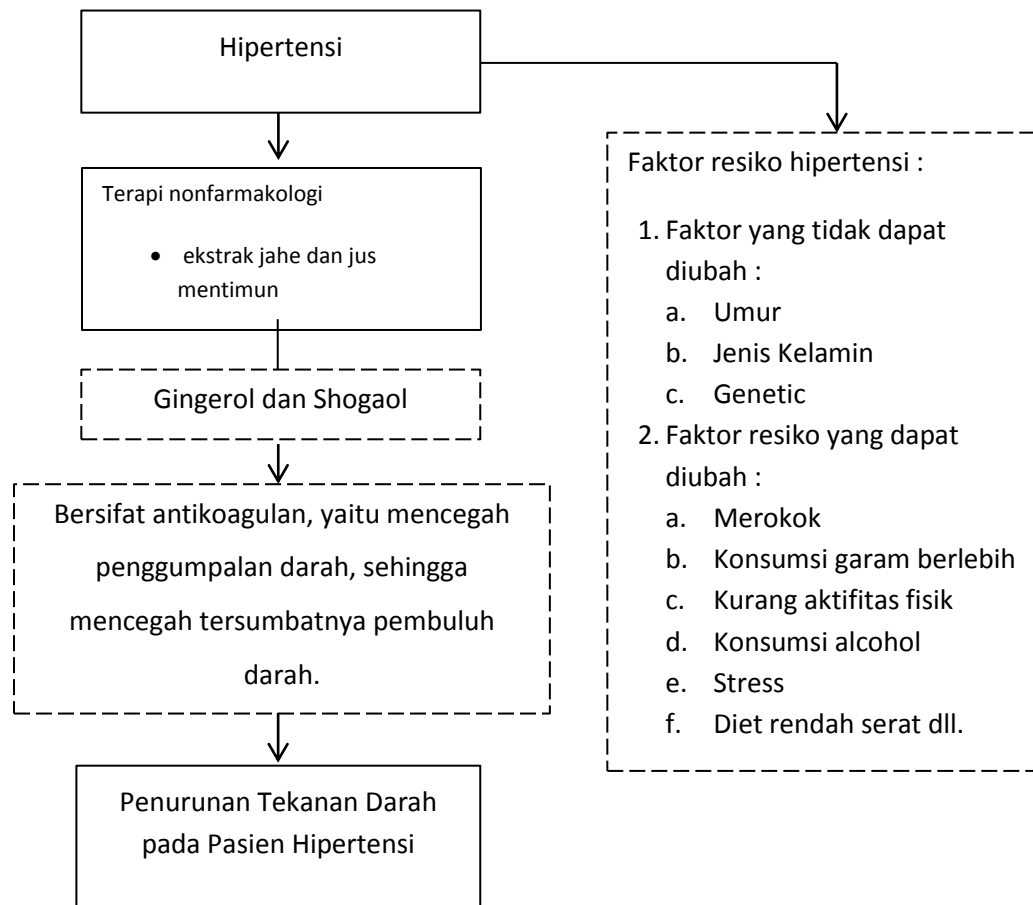 Hipertensi
Terapi nonfarmakologi
• ekstrak jahe dan jus
mentimun
Gingerol dan Shogaol
Bersifat antikoagulan, yaitu mencegah
penggumpalan darah, sehingga
mencegah tersumbatnya pembuluh
darah.
Penurunan Tekanan Darah
pada Pasien Hipertensi
Faktor resiko hipertensi :
1. Faktor yang tidak dapat
diubah :
a. Umur
b. Jenis Kelamin
c. Genetic
2. Faktor resiko yang dapat
diubah :
a. Merokok
b. Konsumsi garam berlebih
c. Kurang aktifitas fisik
d. Konsumsi alcohol
e. Stress
f. Diet rendah serat dll.